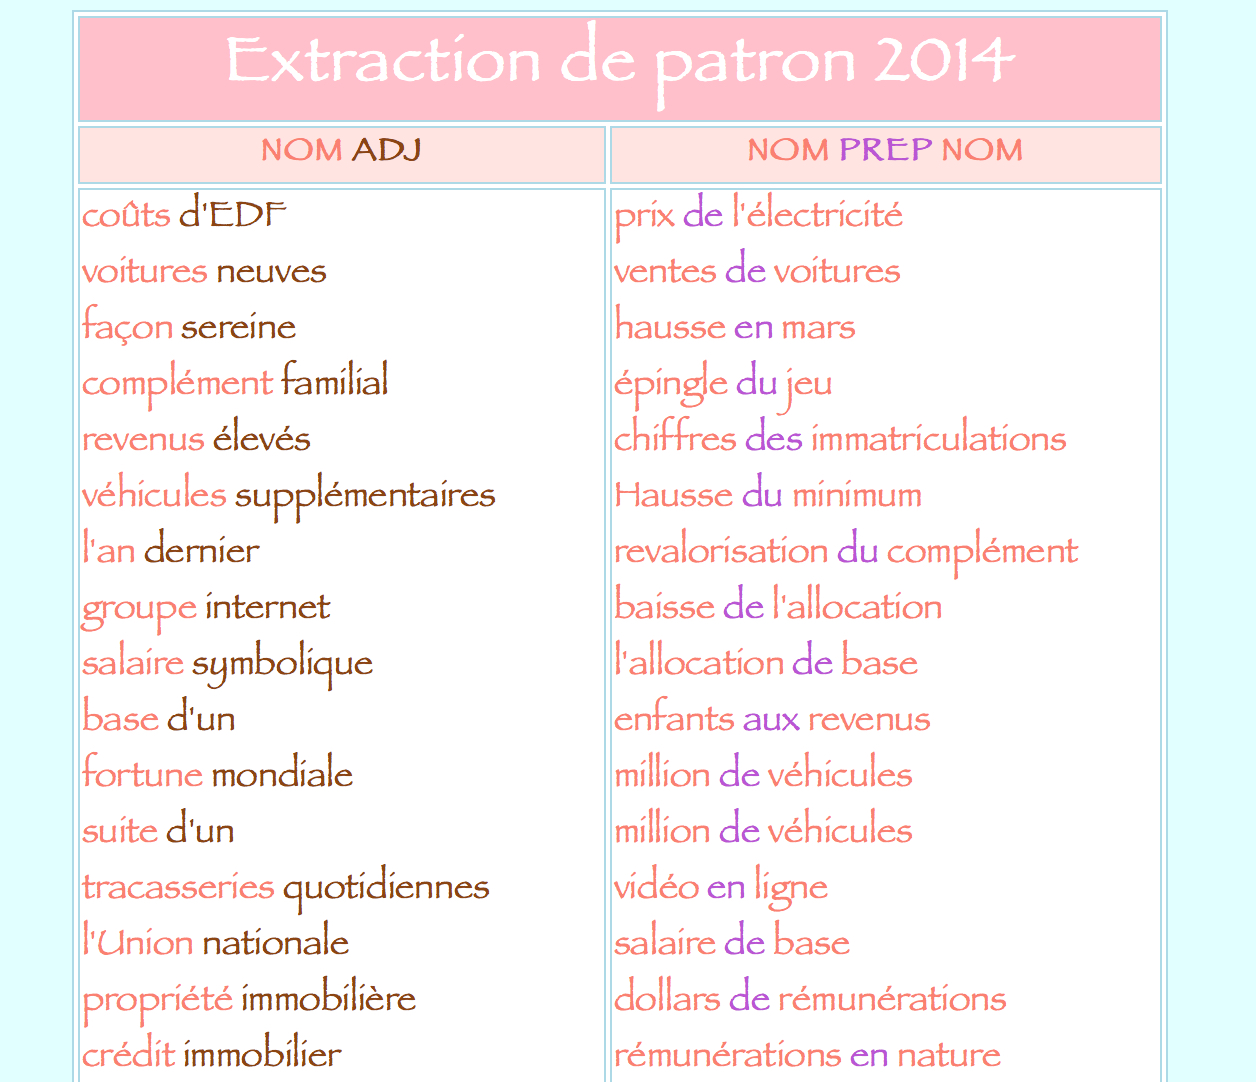 Extraction de patron 2014
NOM ADJ
NOM PREP NOM
coûts d'EDF
voitures neuves
façon sereine
complément familial
revenus élevés
véhicules supplémentaires
l'an dernier
groupe internet
salaire symbolique
base d'un
fortune mondiale
suite d'un
tracasseries quotidiennes
l'Union nationale
propriété immobilière
crédit immobilier
prix de l'électricité
ventes de voitures
hausse en mars
épingle du jeu
chiffres des immatriculations
Hausse du minimum
revalorisation du complément
baisse de l'allocation
l'allocation de base
enfants aux revenus
million de véhicules
million de véhicules
vidéo en ligne
salaire de base
dollars de rémunérations
rémunérations en nature